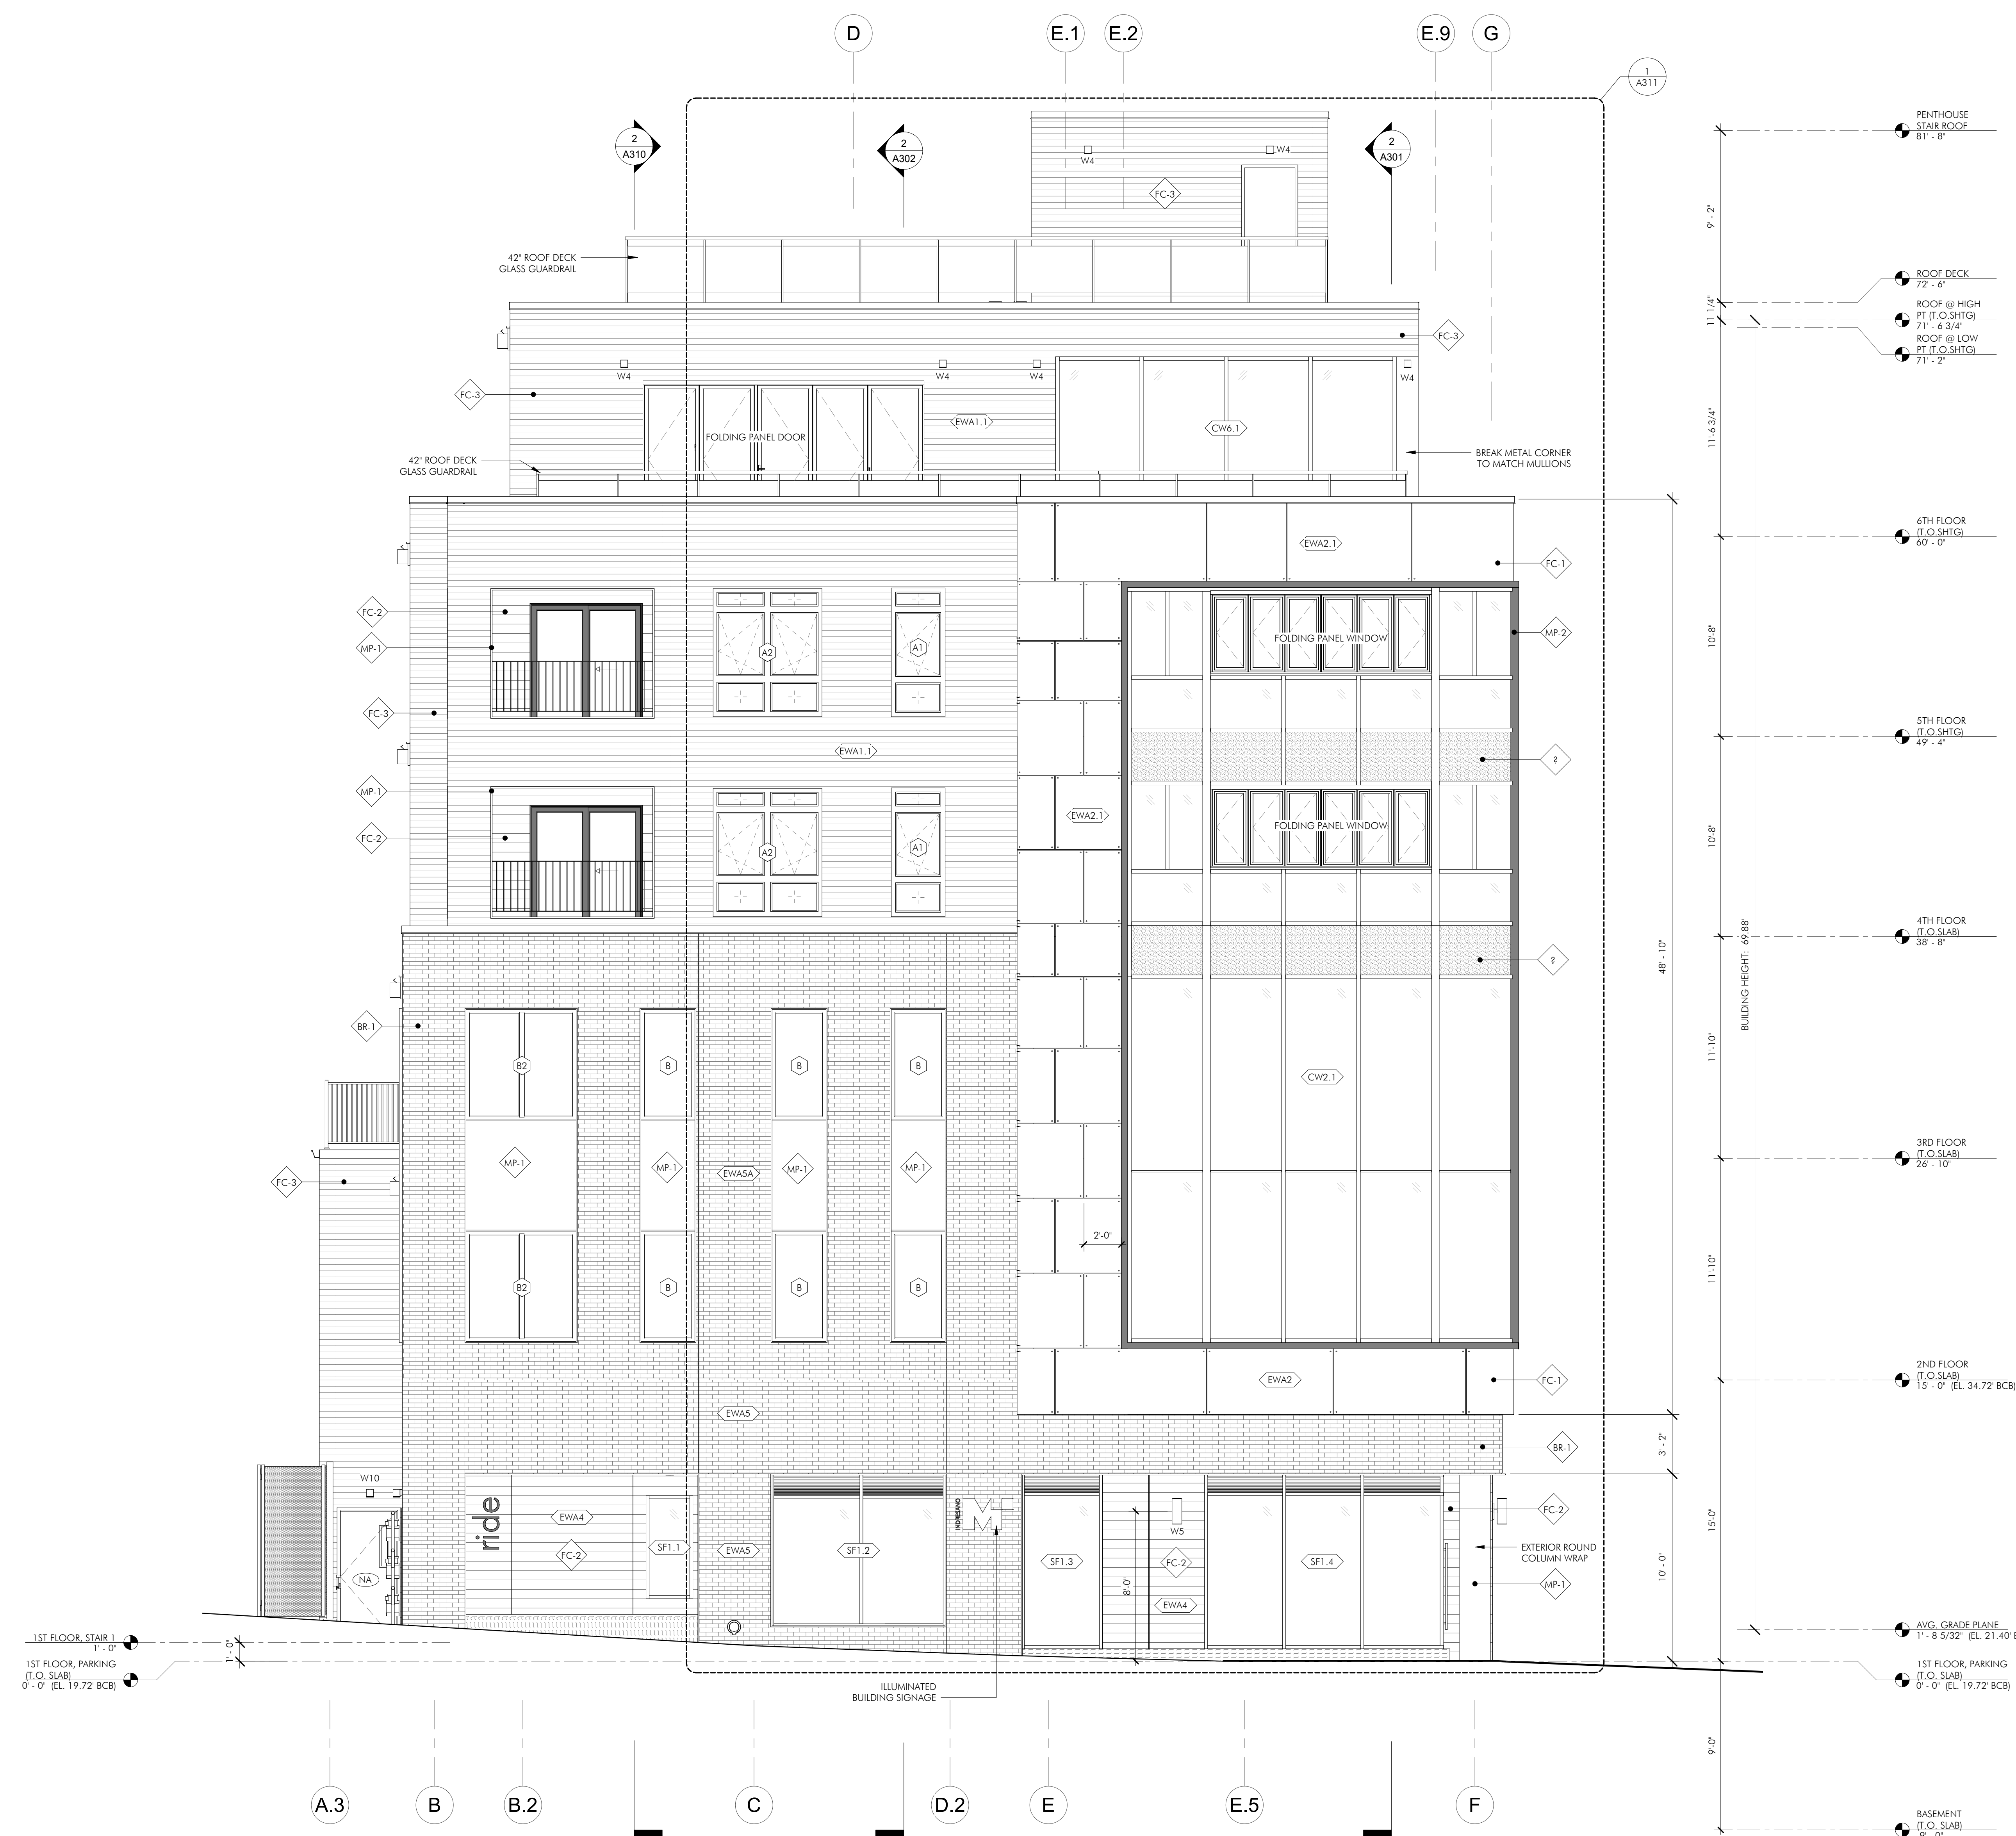 D
E.1
E.2
E.9
G
1
A311
2
A310
2
A302
2
A301
PENTHOUSE
STAIR ROOF
81' - 8"
W4
W4
FC-3
9' - 2"
42" ROOF DECK
GLASS GUARDRAIL
ROOF DECK
72' - 6"
11 1/4"
ROOF @ HIGH
PT (T.O.SHTG)
71' - 6 3/4"
ROOF @ LOW
PT (T.O.SHTG)
71' - 2"
FC-3
W4
W4
W4
W4
FC-3
EWA1.1
CW6.1
FOLDING PANEL DOOR
11'-6 3/4"
42" ROOF DECK
GLASS GUARDRAIL
BREAK METAL CORNER
TO MATCH MULLIONS
6TH FLOOR
(T.O.SHTG)
60' - 0"
EWA2.1
FC-1
FC-2
MP-1
A2
A1
FOLDING PANEL WINDOW
MP-2
10'-8"
FC-3
EWA1.1
5TH FLOOR
(T.O.SHTG)
49' - 4"
?
MP-1
FC-2
A2
A1
EWA2.1
FOLDING PANEL WINDOW
10'-8"
4TH FLOOR
(T.O.SLAB)
38' - 8"
?
48' - 10"
BUILDING HEIGHT: 69.88'
BR-1
B2
B
B
B
CW2.1
11'-10"
3RD FLOOR
(T.O.SLAB)
26' - 10"
FC-3
MP-1
MP-1
EWA5A
MP-1
MP-1
2'-0"
11'-10"
B2
B
B
B
2ND FLOOR
(T.O.SLAB)
15' - 0" (EL. 34.72' BCB)
EWA2
FC-1
EWA5
BR-1
3' - 2"
W10
ride
EWA4
FC-2
SF1.1
EWA5
SF1.2
INDRESANO
SF1.3
W5
FC-2
EWA4
8'-0"
SF1.4
FC-2
EXTERIOR ROUND
COLUMN WRAP
MP-1
10' - 0"
15'-0"
NA
1ST FLOOR, STAIR 1
1' - 0"
1' - 0"
AVG. GRADE PLANE
1' - 8 5/32" (EL. 21.40'
1ST FLOOR, PARKING
(T.O. SLAB)
0' - 0" (EL. 19.72' BCB)
1ST FLOOR, PARKING
(T.O. SLAB)
0' - 0" (EL. 19.72' BCB)
ILLUMINATED
BUILDING SIGNAGE
9'-0"
A.3
B
B.2
C
D.2
E
E.5
F
BASEMENT
(T.O. SLAB)